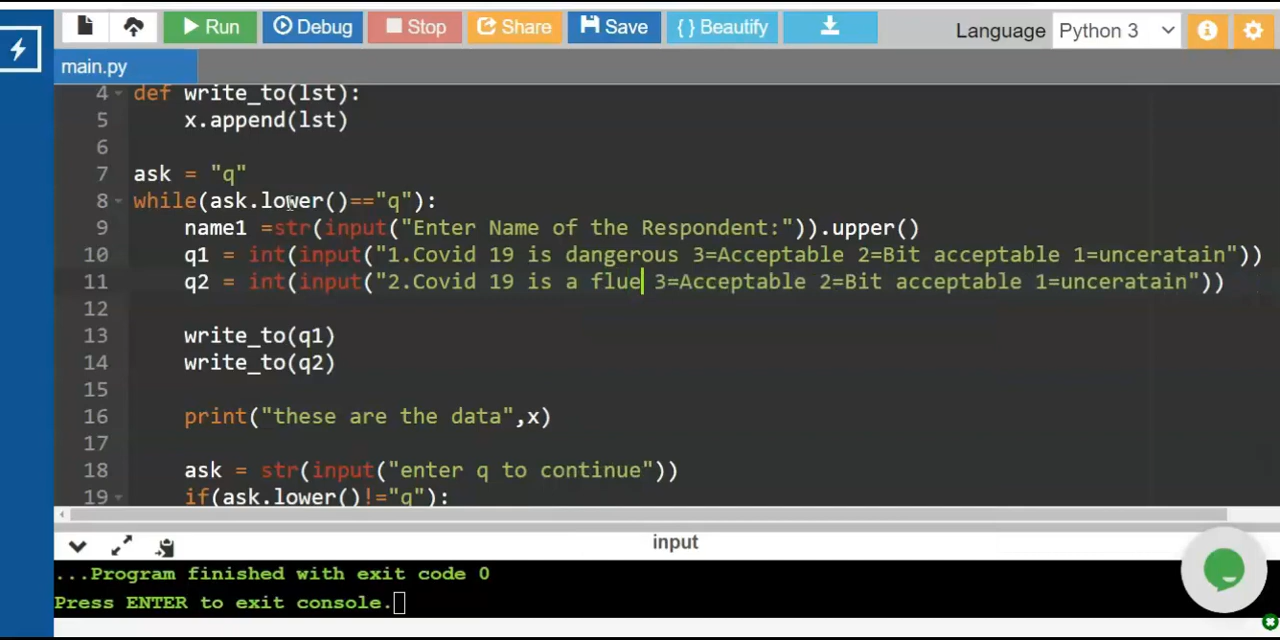 Run Debug Stop Share Save { } Beautify Language Python 3
main.py
4 def write_to(lst):
5 x.append(lst)
6
7 ask = "q"
8 while(ask.lower()=="q"):
9 name1 =str(input("Enter Name of the Respondent:")).upper()
10 q1 = int(input("1.Covid 19 is dangerous 3=Acceptable 2=Bit acceptable 1=unceratain"))
11 q2 = int(input("2.Covid 19 is a flue 3=Acceptable 2=Bit acceptable 1=unceratain"))
12
13 write_to(q1)
14 write_to(q2)
15
16 print("these are the data",x)
17
18 ask = str(input("enter q to continue"))
19 if(ask.lower()!="q"):
input
...Program finished with exit code 0
Press ENTER to exit console.